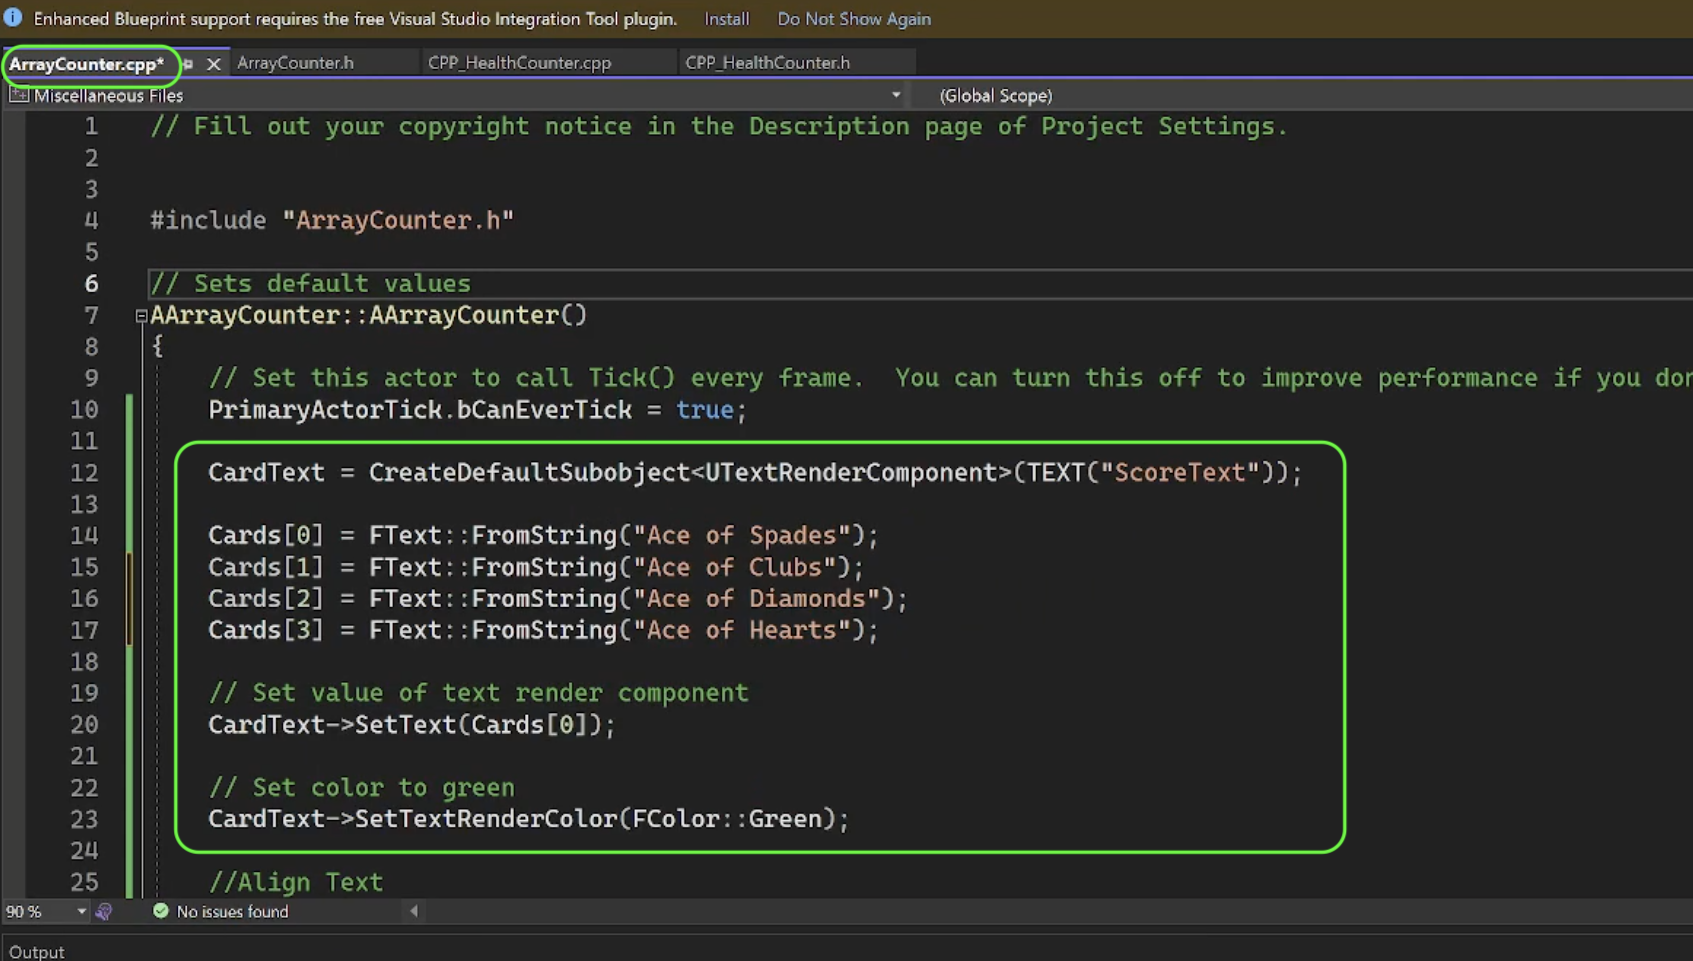 Enhanced Blueprint support requires the free Visual Studio Integration Tool plugin. Install Do Not Show Again
ArrayCounter.cpp* ArrayCounter.h CPP_HealthCounter.cpp CPP_HealthCounter.h
Miscellaneous Files (Global Scope)
1 // Fill out your copyright notice in the Description page of Project Settings.
2
3
4 #include "ArrayCounter.h"
5
6 // Sets default values
7 AArrayCounter::AArrayCounter()
8 {
9 // Set this actor to call Tick() every frame.  You can turn this off to improve performance if you don
10 PrimaryActorTick.bCanEverTick = true;
11
12 CardText = CreateDefaultSubobject<UTextRenderComponent>(TEXT("ScoreText"));
13
14 Cards[0] = FText::FromString("Ace of Spades");
15 Cards[1] = FText::FromString("Ace of Clubs");
16 Cards[2] = FText::FromString("Ace of Diamonds");
17 Cards[3] = FText::FromString("Ace of Hearts");
18
19 // Set value of text render component
20 CardText->SetText(Cards[0]);
21
22 // Set color to green
23 CardText->SetTextRenderColor(FColor::Green);
24
25 //Align Text
90 % No issues found
Output